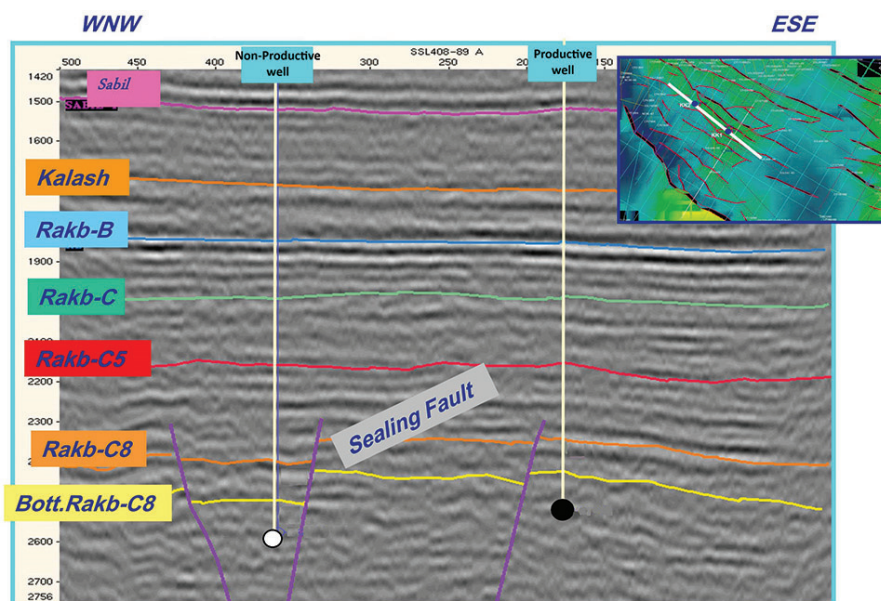 WNW
ESE
SSL408-89 A
500
400
300
250
150
Non-Productive
well
Productive
well
1420
1500
1600
1900
2200
2300
2600
2700
2756
Sabil
Kalash
Rakb-B
Rakb-C
Rakb-C5
Rakb-C8
Bott.Rakb-C8
Sealing Fault